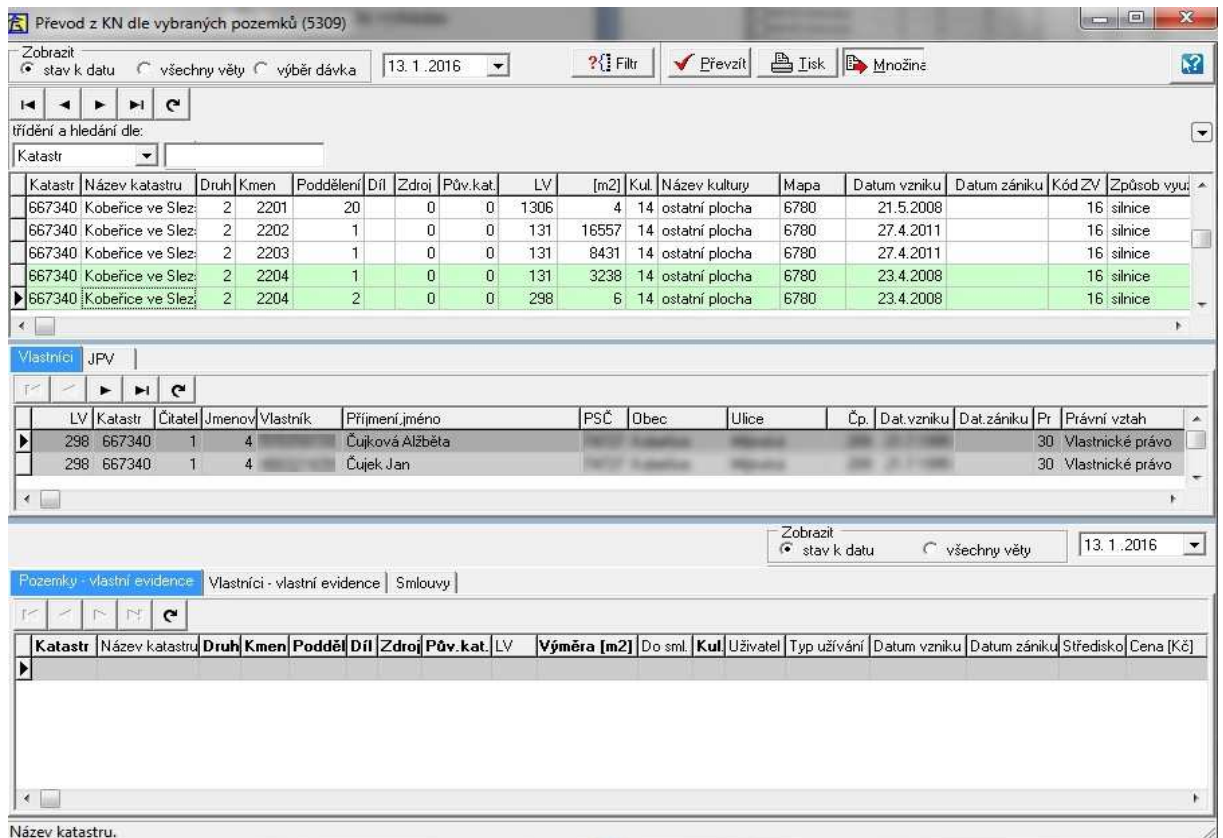 Převod z KN dle vybraných pozemků (5309)
Zobrazit
stav k datu všechny věty výběr dávka 13. 1 .2016 ?{ Filtr Převzít Tisk Množina
třídění a hledání dle:
Katastr
Katastr Název katastru Druh Kmen Poddělení Díl Zdroj Pův.kat. LV [m2] Kul. Název kultury Mapa Datum vzniku Datum zániku Kód ZV Způsob využ
667340 Kobeřice ve Slez: 2 2201 20 0 0 1306 4 14 ostatní plocha 6780 21.5.2008 16 silnice
667340 Kobeřice ve Slez: 2 2202 1 0 0 131 16557 14 ostatní plocha 6780 27.4.2011 16 silnice
667340 Kobeřice ve Slez: 2 2203 1 0 0 131 8431 14 ostatní plocha 6780 27.4.2011 16 silnice
667340 Kobeřice ve Slez: 2 2204 1 0 0 131 3238 14 ostatní plocha 6780 23.4.2008 16 silnice
667340 Kobeřice ve Slez 2 2204 2 0 0 298 6 14 ostatní plocha 6780 23.4.2008 16 silnice
Vlastníci JPV
LV Katastr Čitatel Jmenov Vlastník Příjmení,jméno PSČ Obec Ulice Čp. Dat.vzniku Dat.zániku Pr Právní vztah
298 667340 1 4 Čujková Alžběta 30 Vlastnické právo
298 667340 1 4 Čujek Jan 30 Vlastnické právo
Zobrazit
stav k datu všechny věty 13. 1 .2016
Pozemky - vlastní evidence Vlastníci - vlastní evidence Smlouvy
Katastr Název katastru Druh Kmen Podděl Díl Zdroj Pův.kat. LV Výměra [m2] Do sml. Kul. Uživatel Typ užívání Datum vzniku Datum zániku Středisko Cena [Kč]
Název katastru.